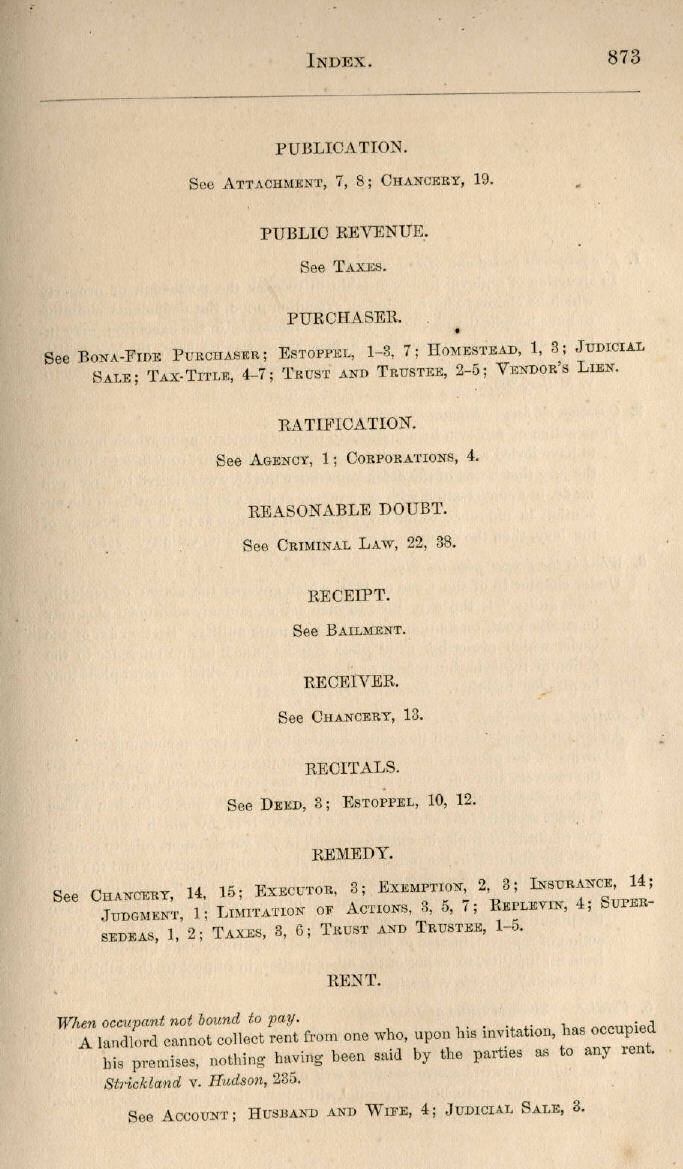 INDEX. 873
PUBLICATION.
See ATTACHMENT, 7, 8; CHANCERY, 19.
PUBLIC REVENUE.
See TAXES.
PURCHASER.
See BONA-FIDE PURCHASER; ESTOPPEL, 1–3, 7; HOMESTEAD, 1, 3; JUDICIAL
SALE; TAX-TITLE, 4–7; TRUST AND TRUSTEE, 2–5; VENDOR'S LIEN.
RATIFICATION.
See AGENCY, 1; CORPORATIONS, 4.
REASONABLE DOUBT.
See CRIMINAL LAW, 22, 38.
RECEIPT.
See BAILMENT.
RECEIVER.
See CHANCERY, 13.
RECITALS.
See DEED, 3; ESTOPPEL, 10, 12.
REMEDY.
See CHANCERY, 14, 15; EXECUTOR, 3; EXEMPTION, 2, 3; INSURANCE, 14;
JUDGMENT, 1; LIMITATION OF ACTIONS, 3, 5, 7; REPLEVIN, 4; SUPER-
SEDEAS, 1, 2; TAXES, 3, 6; TRUST AND TRUSTEE, 1–5.
RENT.
When occupant not bound to pay.
A landlord cannot collect rent from one who, upon his invitation, has occupied
his premises, nothing having been said by the parties as to any rent.
Strickland v. Hudson, 235.
See ACCOUNT; HUSBAND AND WIFE, 4; JUDICIAL SALE, 3.